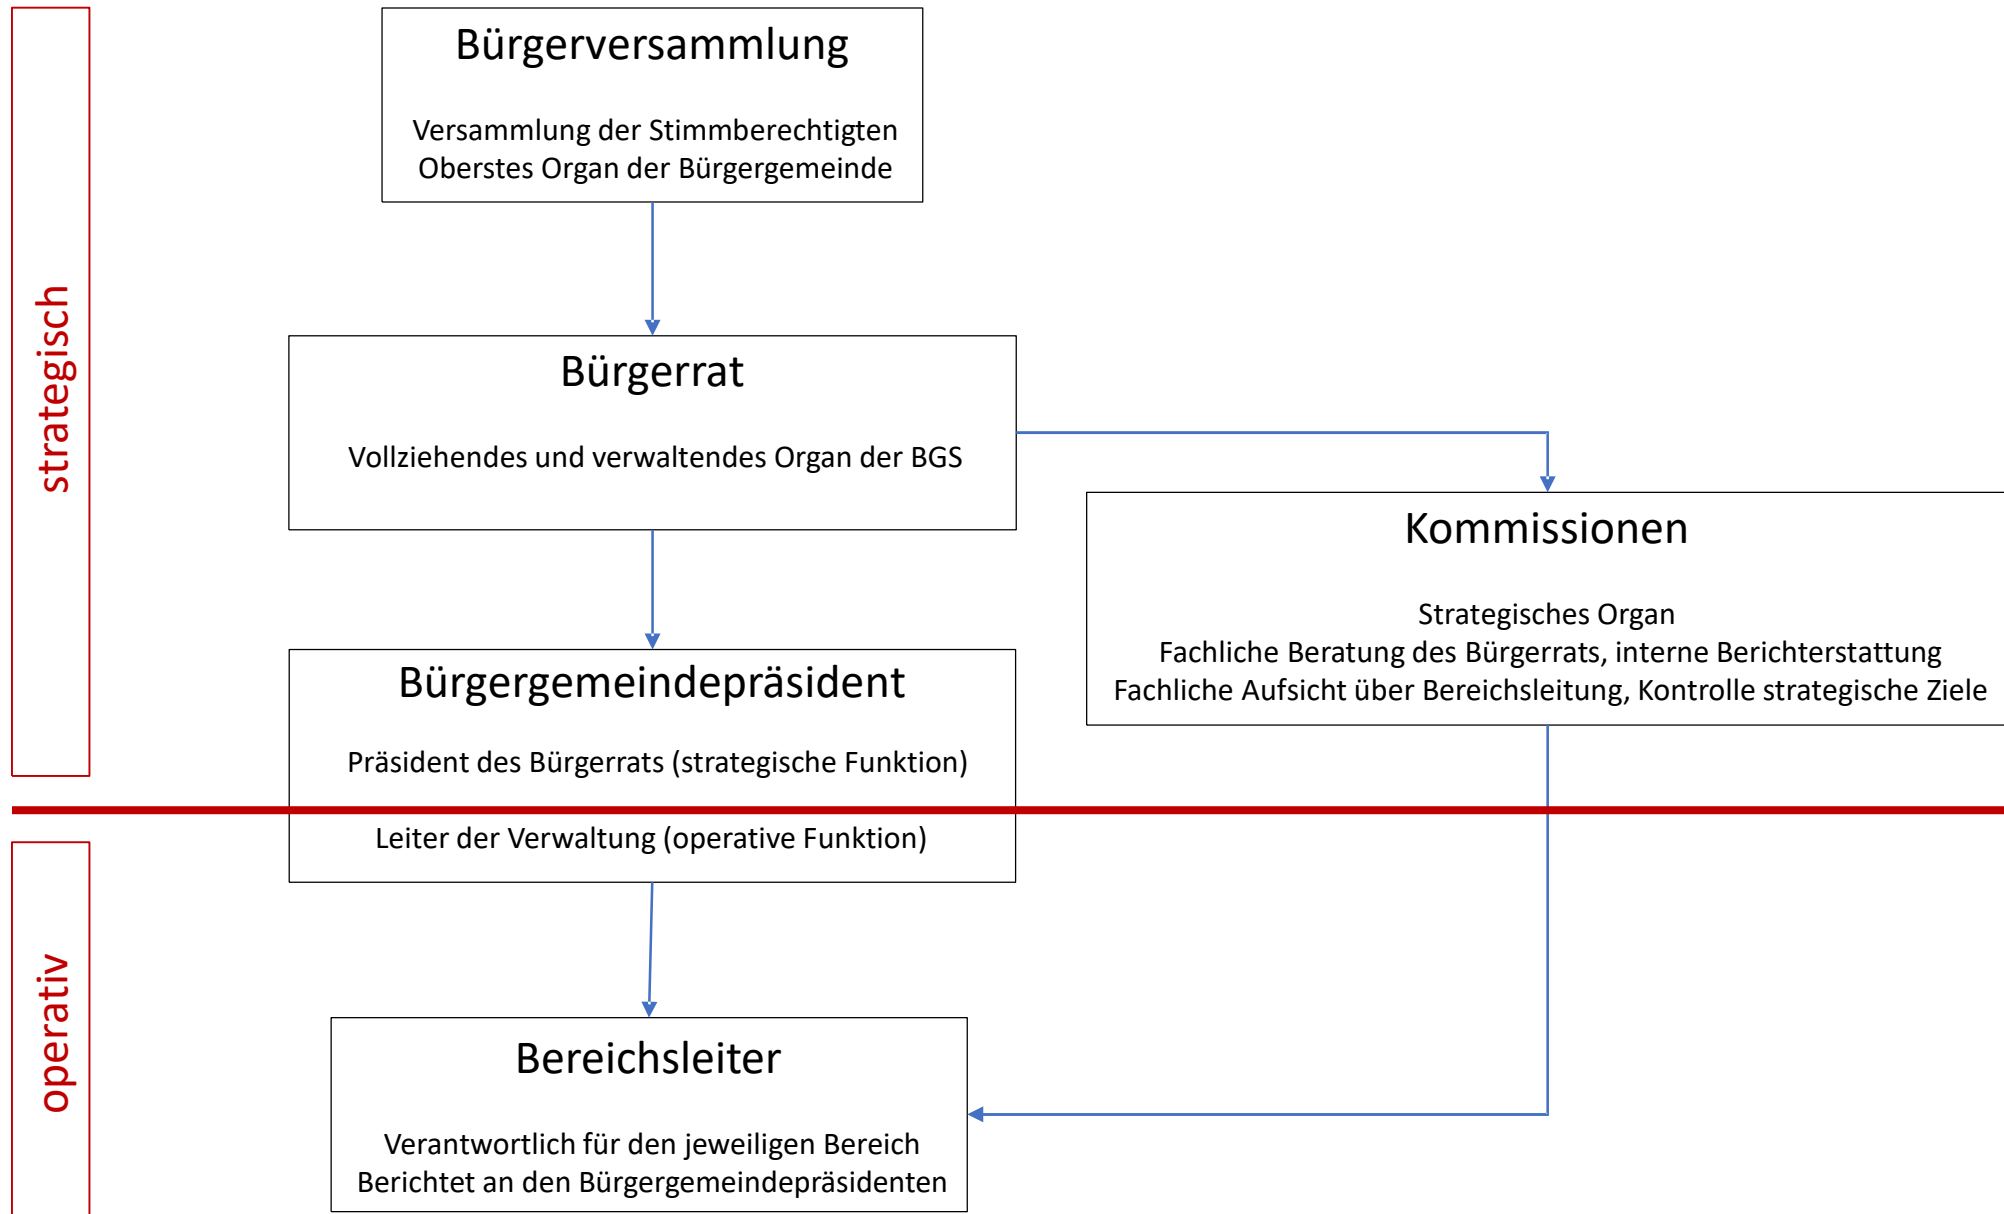 strategisch
Bürgerversammlung
Versammlung der Stimmberechtigten
Oberstes Organ der Bürgergemeinde
Bürgerrat
Vollziehendes und verwaltendes Organ der BGS
Kommissionen
Strategisches Organ
Fachliche Beratung des Bürgerrats, interne Berichterstattung
Fachliche Aufsicht über Bereichsleitung, Kontrolle strategische Ziele
Bürgergemeindepräsident
Präsident des Bürgerrats (strategische Funktion)
Leiter der Verwaltung (operative Funktion)
operativ
Bereichsleiter
Verantwortlich für den jeweiligen Bereich
Berichtet an den Bürgergemeindepräsidenten